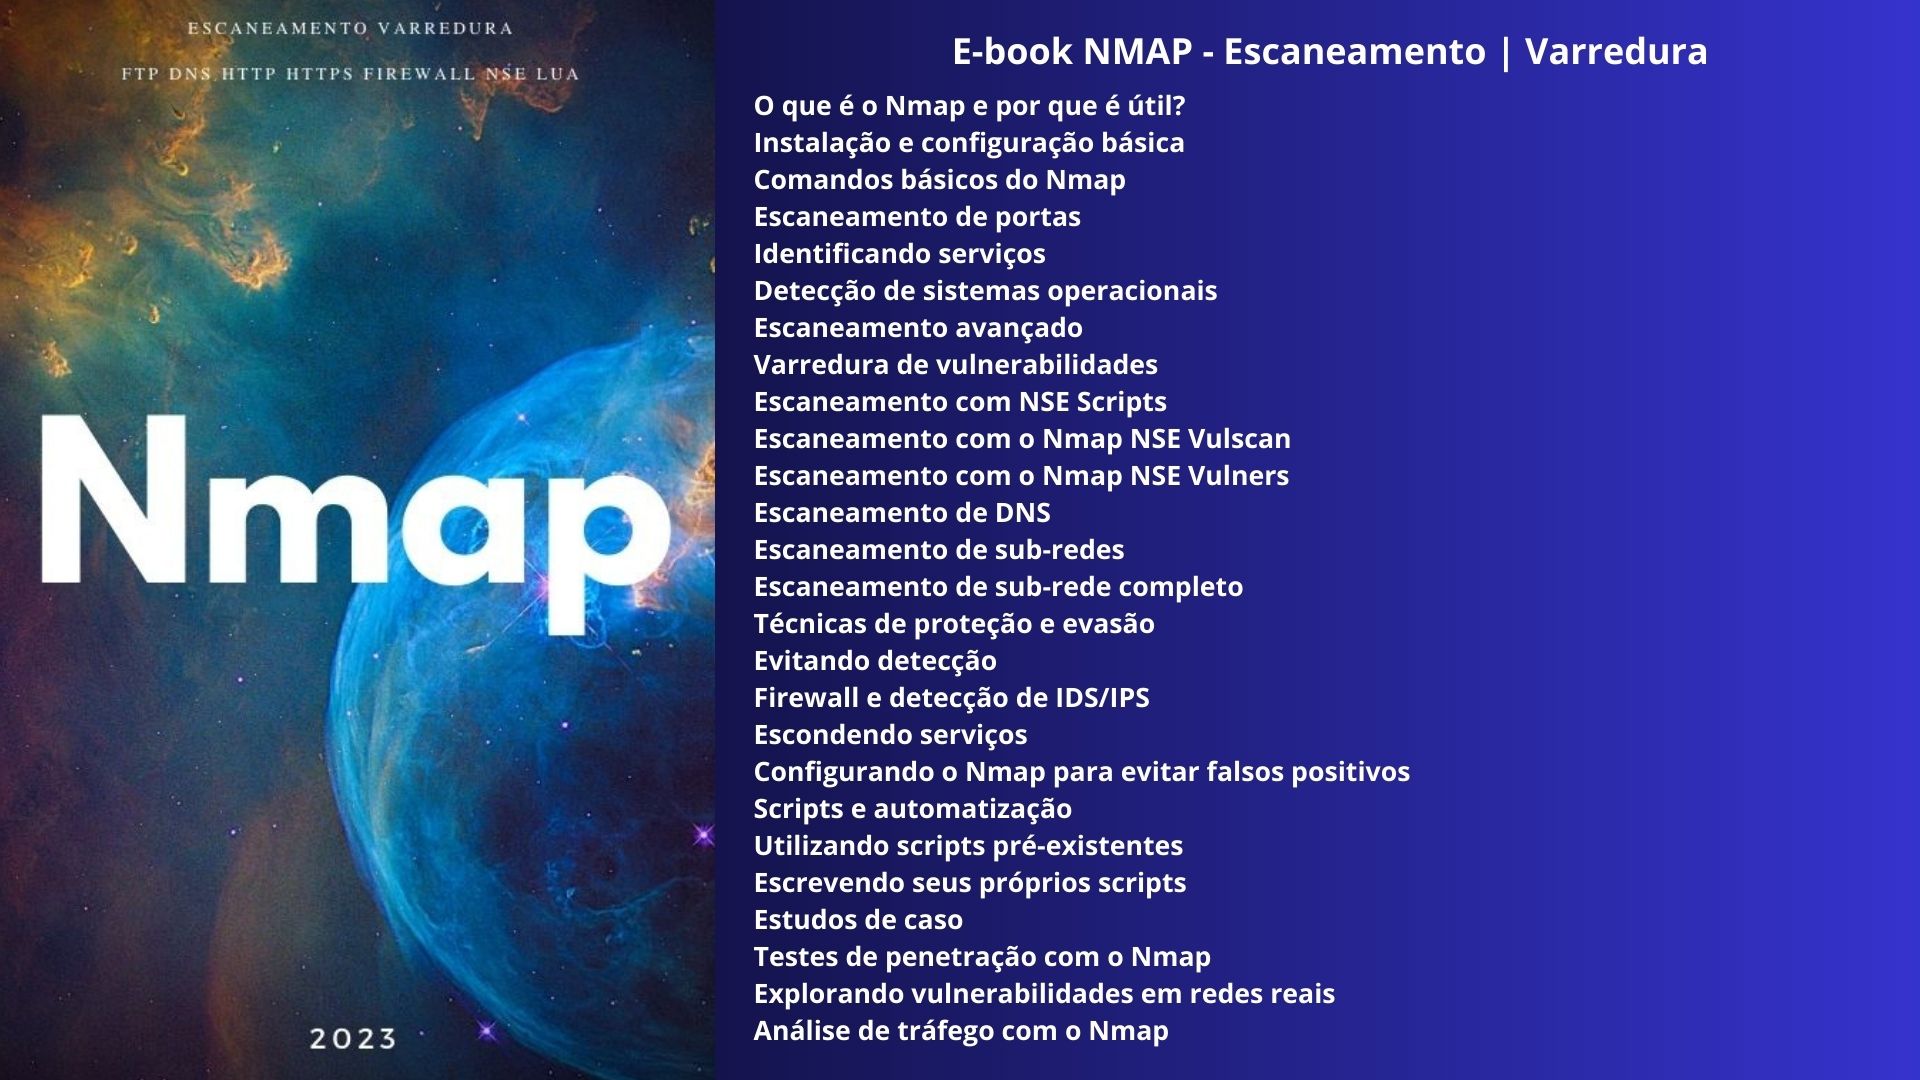 ESCANEAMENTO VARREDURA
FTP DNS HTTP HTTPS FIREWALL NSE LUA
Nmap
2023
E-book NMAP - Escaneamento | Varredura
O que é o Nmap e por que é útil?
Instalação e configuração básica
Comandos básicos do Nmap
Escaneamento de portas
Identificando serviços
Detecção de sistemas operacionais
Escaneamento avançado
Varredura de vulnerabilidades
Escaneamento com NSE Scripts
Escaneamento com o Nmap NSE Vulscan
Escaneamento com o Nmap NSE Vulners
Escaneamento de DNS
Escaneamento de sub-redes
Escaneamento de sub-rede completo
Técnicas de proteção e evasão
Evitando detecção
Firewall e detecção de IDS/IPS
Escondendo serviços
Configurando o Nmap para evitar falsos positivos
Scripts e automatização
Utilizando scripts pré-existentes
Escrevendo seus próprios scripts
Estudos de caso
Testes de penetração com o Nmap
Explorando vulnerabilidades em redes reais
Análise de tráfego com o Nmap